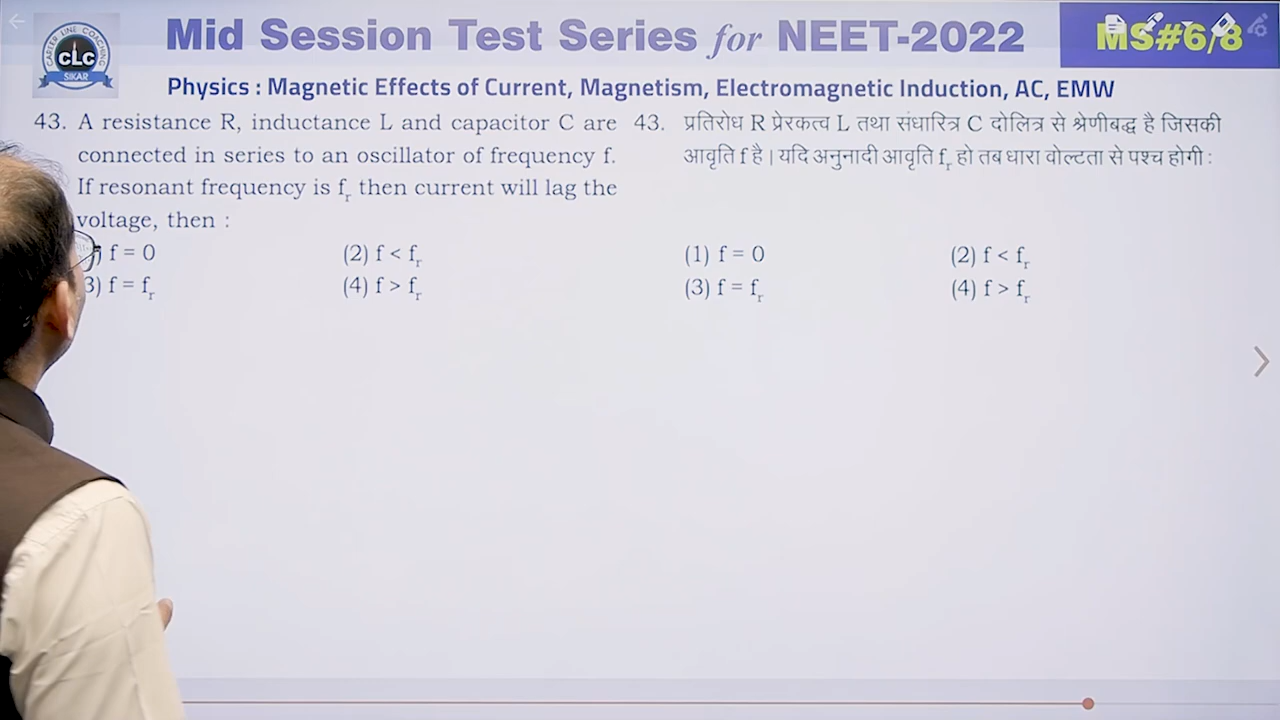 Mid Session Test Series for NEET-2022
MS#6/8
CAREER LINE COACHING
CLC
SIKAR
Physics : Magnetic Effects of Current, Magnetism, Electromagnetic Induction, AC, EMW
43. A resistance R, inductance L and capacitor C are
connected in series to an oscillator of frequency f.
If resonant frequency is fr then current will lag the
voltage, then :
) f = 0 (2) f < fr
3) f = fr (4) f > fr
43. प्रतिरोध R प्रेरकत्व L तथा संधारित्र C दोलित्र से श्रेणीबद्ध है जिसकी
आवृति f है। यदि अनुनादी आवृति fr हो तब धारा वोल्टता से पश्च होगी :
(1) f = 0 (2) f < fr
(3) f = fr (4) f > fr